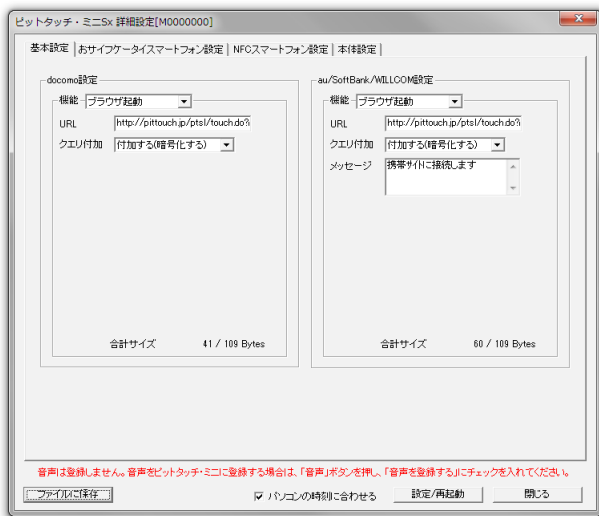 ピットタッチ・ミニSx 詳細設定[M0000000]
基本設定 おサイフケータイスマートフォン設定 NFCスマートフォン設定 本体設定
docomo設定
機能 ブラウザ起動
URL http://pittouch.jp/ptsl/touch.do?
クエリ付加 付加する(暗号化する)
合計サイズ 41 / 109 Bytes
au/SoftBank/WILLCOM設定
機能 ブラウザ起動
URL http://pittouch.jp/ptsl/touch.do?
クエリ付加 付加する(暗号化する)
メッセージ 携帯サイトに接続します
合計サイズ 60 / 109 Bytes
音声は登録しません。音声をピットタッチ・ミニに登録する場合は、「音声」ボタンを押し、「音声を登録する」にチェックを入れてください。
ファイルに保存 パソコンの時刻に合わせる 設定/再起動 閉じる